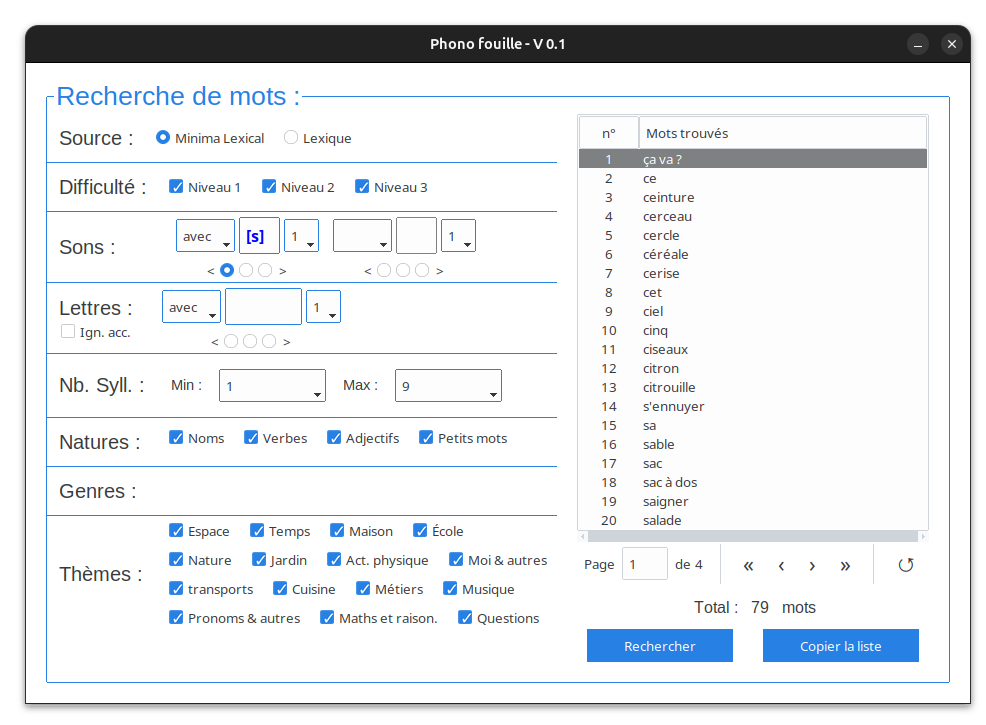 Phono fouille - V 0.1
Recherche de mots :
Source : Minima Lexical Lexique
Difficulté : Niveau 1 Niveau 2 Niveau 3
Sons : avec [s] 1 1
< > < >
Lettres : avec 1
Ign. acc.
< >
Nb. Syll. : Min : 1 Max : 9
Natures : Noms Verbes Adjectifs Petits mots
Genres :
Thèmes :
Espace Temps Maison École
Nature Jardin Act. physique Moi & autres
transports Cuisine Métiers Musique
Pronoms & autres Maths et raison. Questions
n° Mots trouvés
1 ça va ?
2 ce
3 ceinture
4 cerceau
5 cercle
6 céréale
7 cerise
8 cet
9 ciel
10 cinq
11 ciseaux
12 citron
13 citrouille
14 s'ennuyer
15 sa
16 sable
17 sac
18 sac à dos
19 saigner
20 salade
Page 1 de 4 « ‹ › »
Total : 79 mots
Rechercher Copier la liste